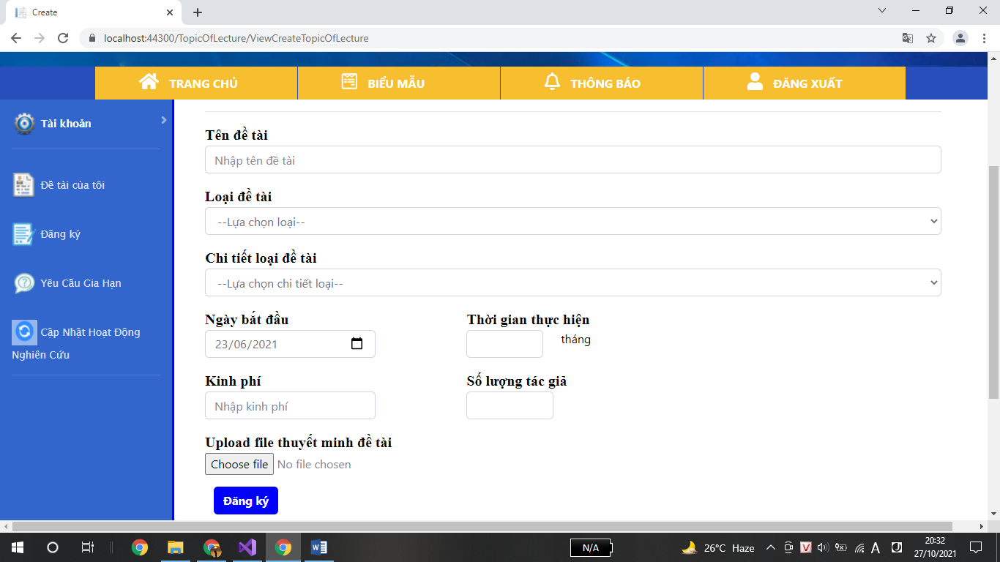 Create
localhost:44300/TopicOfLecture/ViewCreateTopicOfLecture
TRANG CHỦ
BIỂU MẪU
THÔNG BÁO
ĐĂNG XUẤT
Tài khoản
Đề tài của tôi
Đăng ký
Yêu Cầu Gia Hạn
Cập Nhật Hoạt Động
Nghiên Cứu
Tên đề tài
Nhập tên đề tài
Loại đề tài
--Lựa chọn loại--
Chi tiết loại đề tài
--Lựa chọn chi tiết loại--
Ngày bắt đầu
Thời gian thực hiện
23/06/2021
tháng
Kinh phí
Số lượng tác giả
Nhập kinh phí
Upload file thuyết minh đề tài
Choose file No file chosen
Đăng ký
N/A
26°C Haze
V
A
20:32
27/10/2021